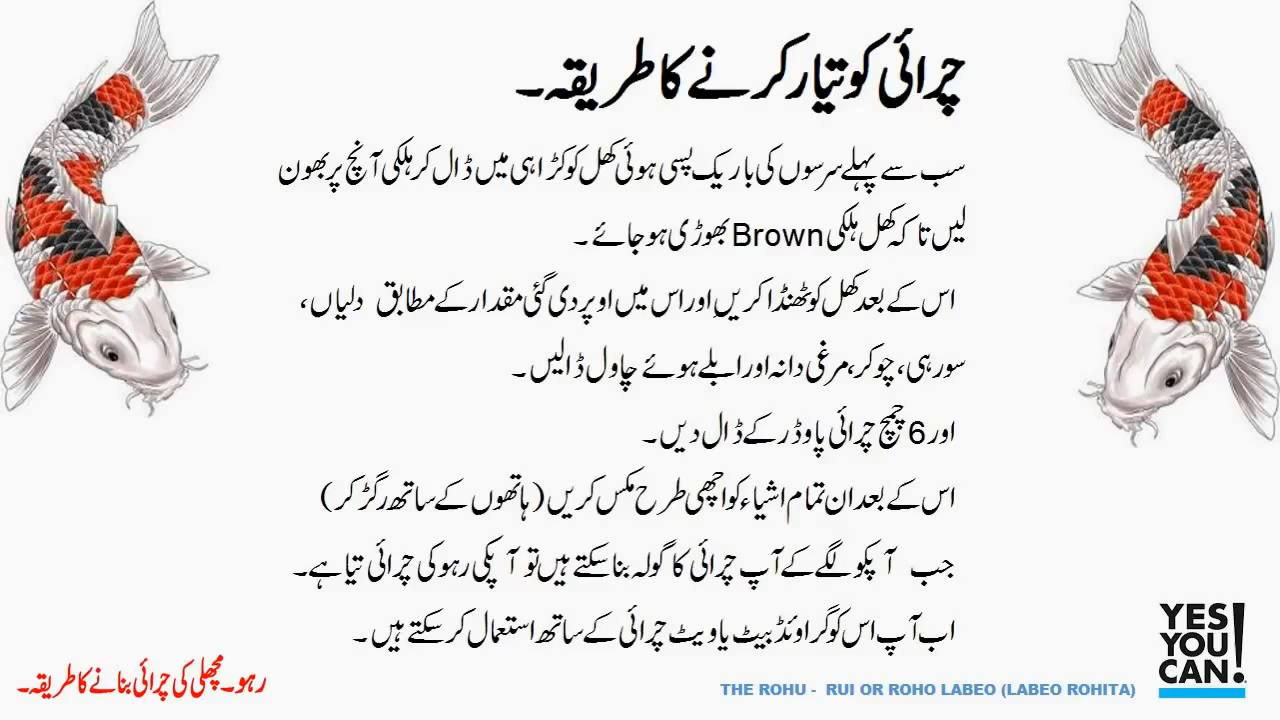 چرائی کو تیار کرنے کا طریقہ۔
سب سے پہلے سرسوں کی باریک پسی ہوئی کھل کو کڑاہی میں ڈال کر ہلکی آنچ پر بھون
لیں تاکہ کھل ہلکی Brown بھوڑی ہو جائے۔
اس کے بعد کھل کو ٹھنڈا کریں اور اس میں اوپر دی گئی مقدار کے مطابق دلیاں،
سورہی، چوکر، مرغی دانہ اور ابلے ہوئے چاول ڈالیں۔
اور 6 چمچ چرائی پاوڈر کے ڈال دیں۔
اس کے بعد ان تمام اشیاء کو اچھی طرح مکس کریں (ہاتھوں کے ساتھ رگڑ کر)
جب آپکو لگے کے آپ چرائی کا گولہ بنا سکتے ہیں تو آپکی رہو کی چرائی تیا ہے۔
اب آپ اس کو گراوئڈ بیٹ یا ویٹ چرائی کے ساتھ استعمال کر سکتے ہیں۔
YES
YOU
CAN!
رہو۔ مچھلی کی چرائی بنانے کا طریقہ۔
THE ROHU - RUI OR ROHO LABEO (LABEO ROHITA)